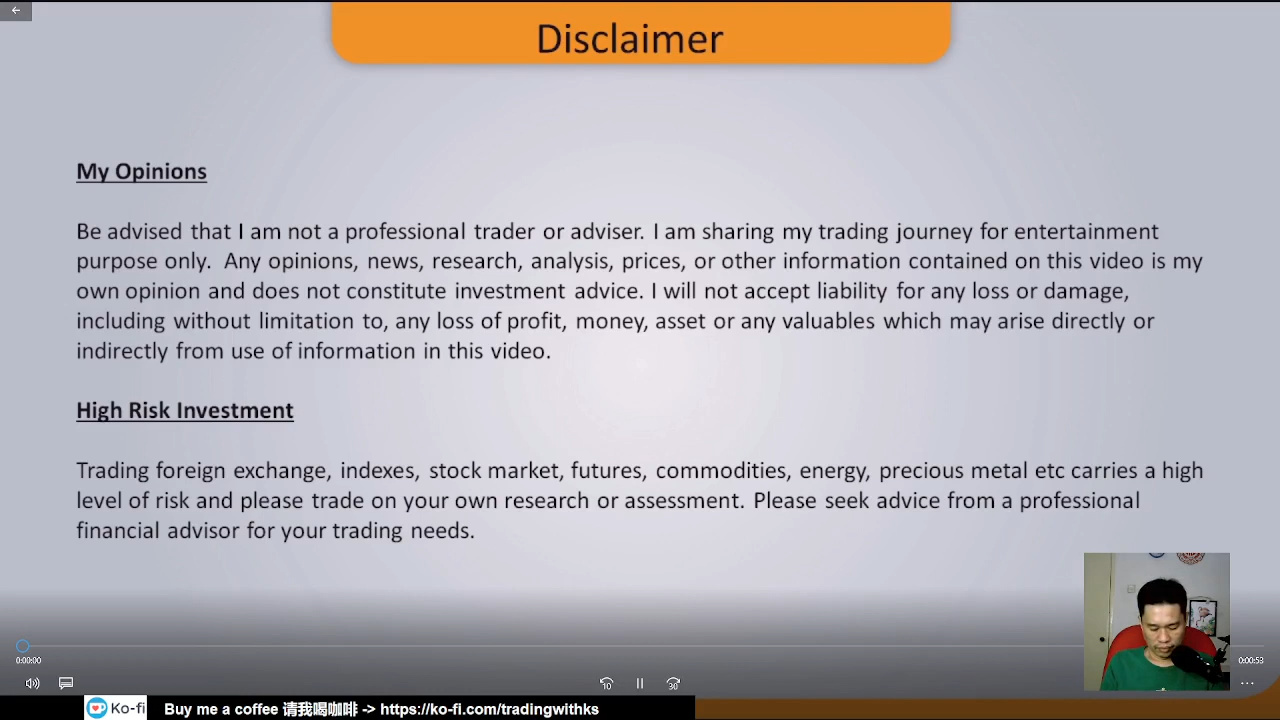 Disclaimer
My Opinions
Be advised that I am not a professional trader or adviser. I am sharing my trading journey for entertainment
purpose only.  Any opinions, news, research, analysis, prices, or other information contained on this video is my
own opinion and does not constitute investment advice. I will not accept liability for any loss or damage,
including without limitation to, any loss of profit, money, asset or any valuables which may arise directly or
indirectly from use of information in this video.
High Risk Investment
Trading foreign exchange, indexes, stock market, futures, commodities, energy, precious metal etc carries a high
level of risk and please trade on your own research or assessment. Please seek advice from a professional
financial advisor for your trading needs.
0:00:00
0:00:53
10
30
Ko-fi
Buy me a coffee 请我喝咖啡 -> https://ko-fi.com/tradingwithks